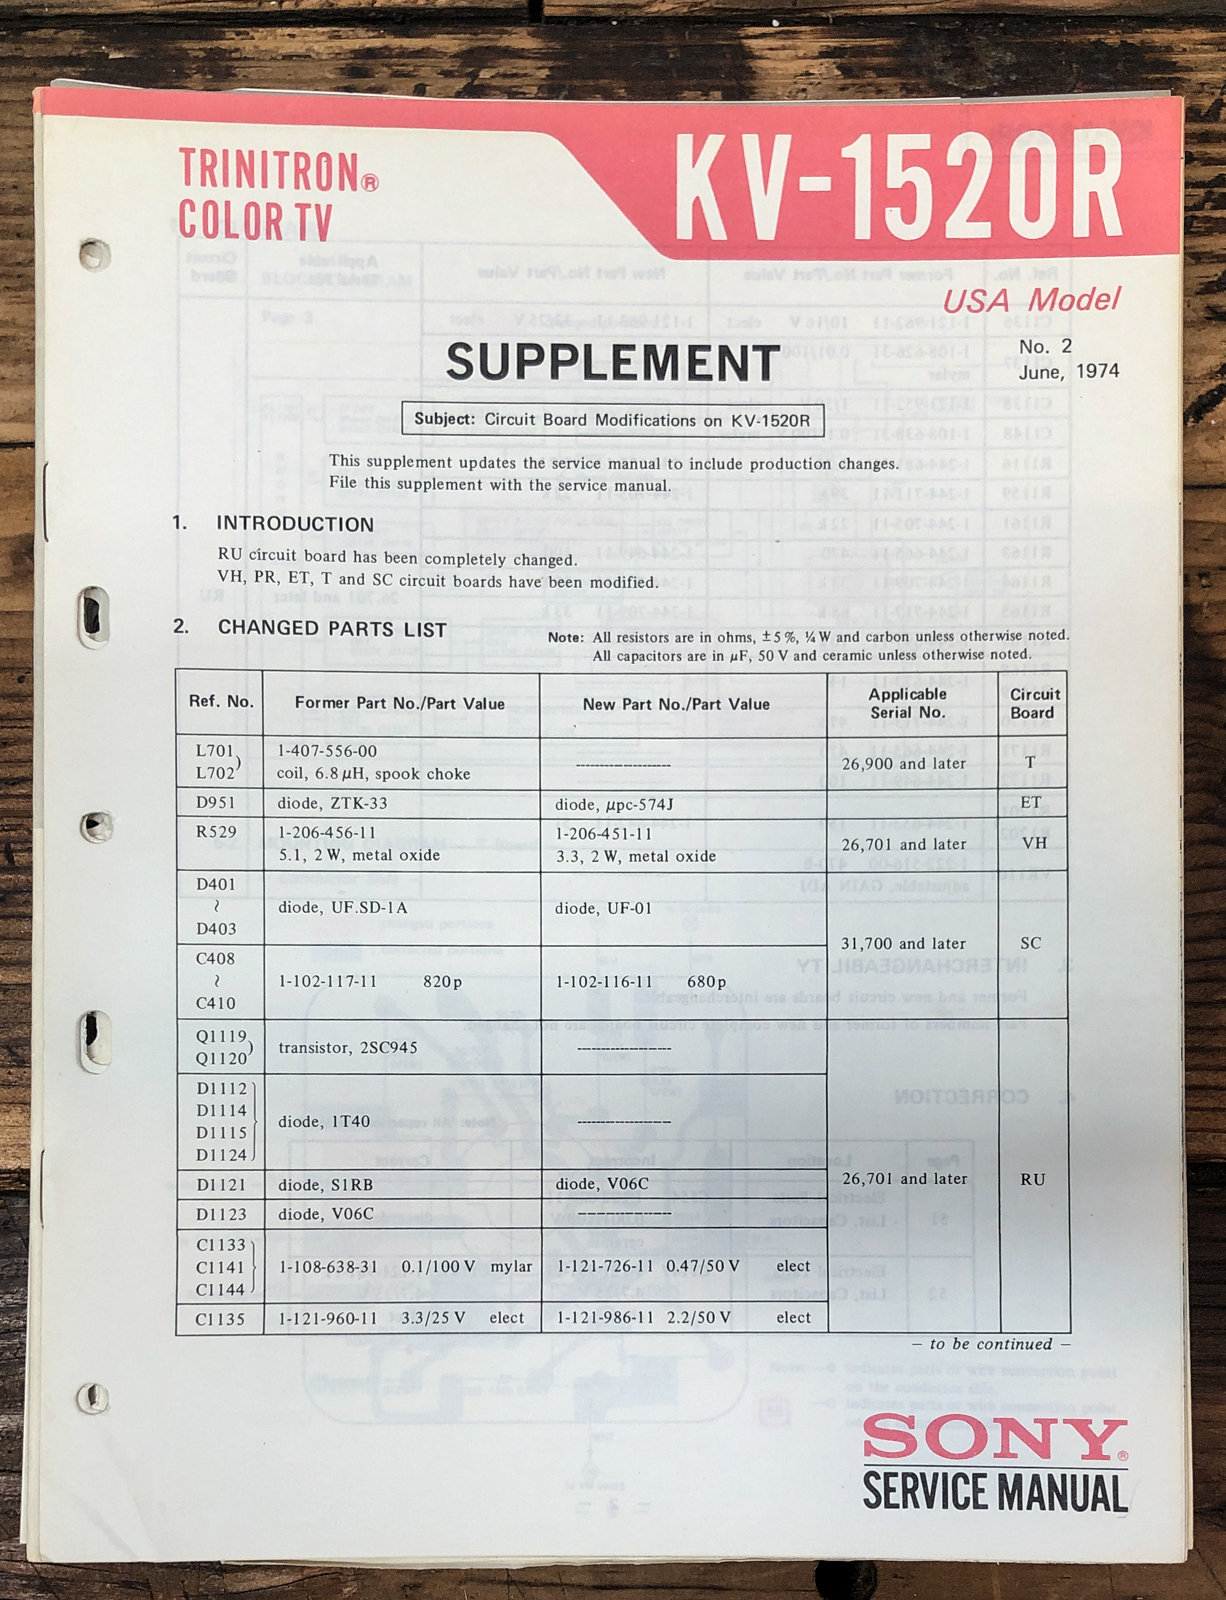 TRINITRON®
COLOR TV
KV-1520R
USA Model
SUPPLEMENT
No. 2
June, 1974
Subject: Circuit Board Modifications on KV-1520R
This supplement updates the service manual to include production changes.
File this supplement with the service manual.
1. INTRODUCTION
RU circuit board has been completely changed.
VH, PR, ET, T and SC circuit boards have been modified.
2. CHANGED PARTS LIST
Note: All resistors are in ohms, ±5%, ¼W and carbon unless otherwise noted.
All capacitors are in μF, 50 V and ceramic unless otherwise noted.
Ref. No. Former Part No./Part Value New Part No./Part Value Applicable Serial No. Circuit Board
L701 1-407-556-00
L702 coil, 6.8 μH, spook choke ---------- 26,900 and later T
D951 diode, ZTK-33 diode, μpc-574J ET
R529 1-206-456-11 1-206-451-11
5.1, 2 W, metal oxide 3.3, 2 W, metal oxide 26,701 and later VH
D401
≀ diode, UF.SD-1A diode, UF-01
D403
31,700 and later SC
C408
≀ 1-102-117-11 820p 1-102-116-11 680p
C410
Q1119
Q1120 transistor, 2SC945 ----------
D1112
D1114
D1115
D1124
diode, 1T40 ----------
D1121 diode, S1RB diode, V06C
26,701 and later RU
D1123 diode, V06C ----------
C1133
C1141 1-108-638-31 0.1/100 V mylar 1-121-726-11 0.47/50 V elect
C1144
C1135 1-121-960-11 3.3/25 V elect 1-121-986-11 2.2/50 V elect
– to be continued –
SONY®
SERVICE MANUAL